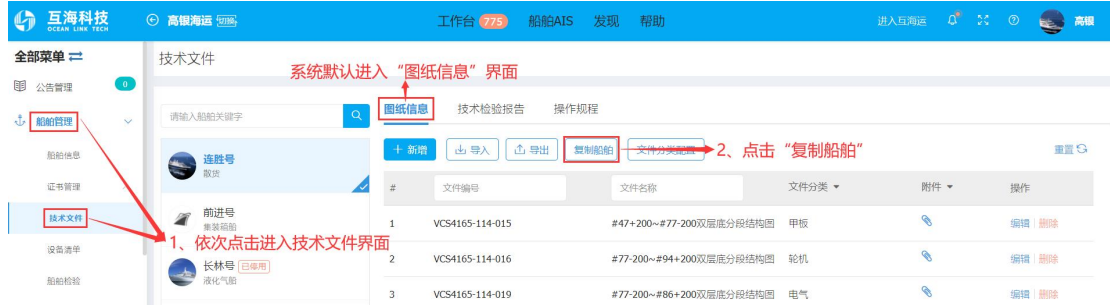 互海科技
OCEAN LINK TECH
高银海运 切换
工作台 775 船舶AIS 发现 帮助
进入互海运
高银
全部菜单
公告管理 0
船舶管理
船舶信息
证书管理
技术文件
设备清单
船舶检验
技术文件
系统默认进入“图纸信息”界面
请输入船舶关键字
连胜号
散货
前进号
集装箱船
长林号 已停用
液化气船
1、依次点击进入技术文件界面
图纸信息 技术检验报告 操作规程
+ 新增 导入 导出 复制船舶 文件分类配置
2、点击“复制船舶”
重置
# 文件编号 文件名称 文件分类 附件 操作
1 VCS4165-114-015 #47+200~#77-200双层底分段结构图 甲板 编辑 删除
2 VCS4165-114-016 #77-200~#94+200双层底分段结构图 轮机 编辑 删除
3 VCS4165-114-019 #77-200~#86+200双层底分段结构图 电气 编辑 删除